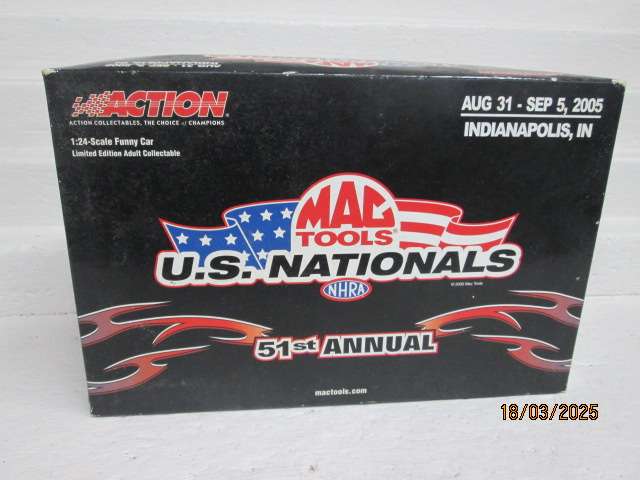 ACTION
ACTION COLLECTABLES, THE CHOICE of CHAMPIONS
1:24-Scale Funny Car
Limited Edition Adult Collectable
AUG 31 - SEP 5, 2005
INDIANAPOLIS, IN
MAC
TOOLS®
U.S. NATIONALS
NHRA
51st ANNUAL
mactools.com
18/03/2025